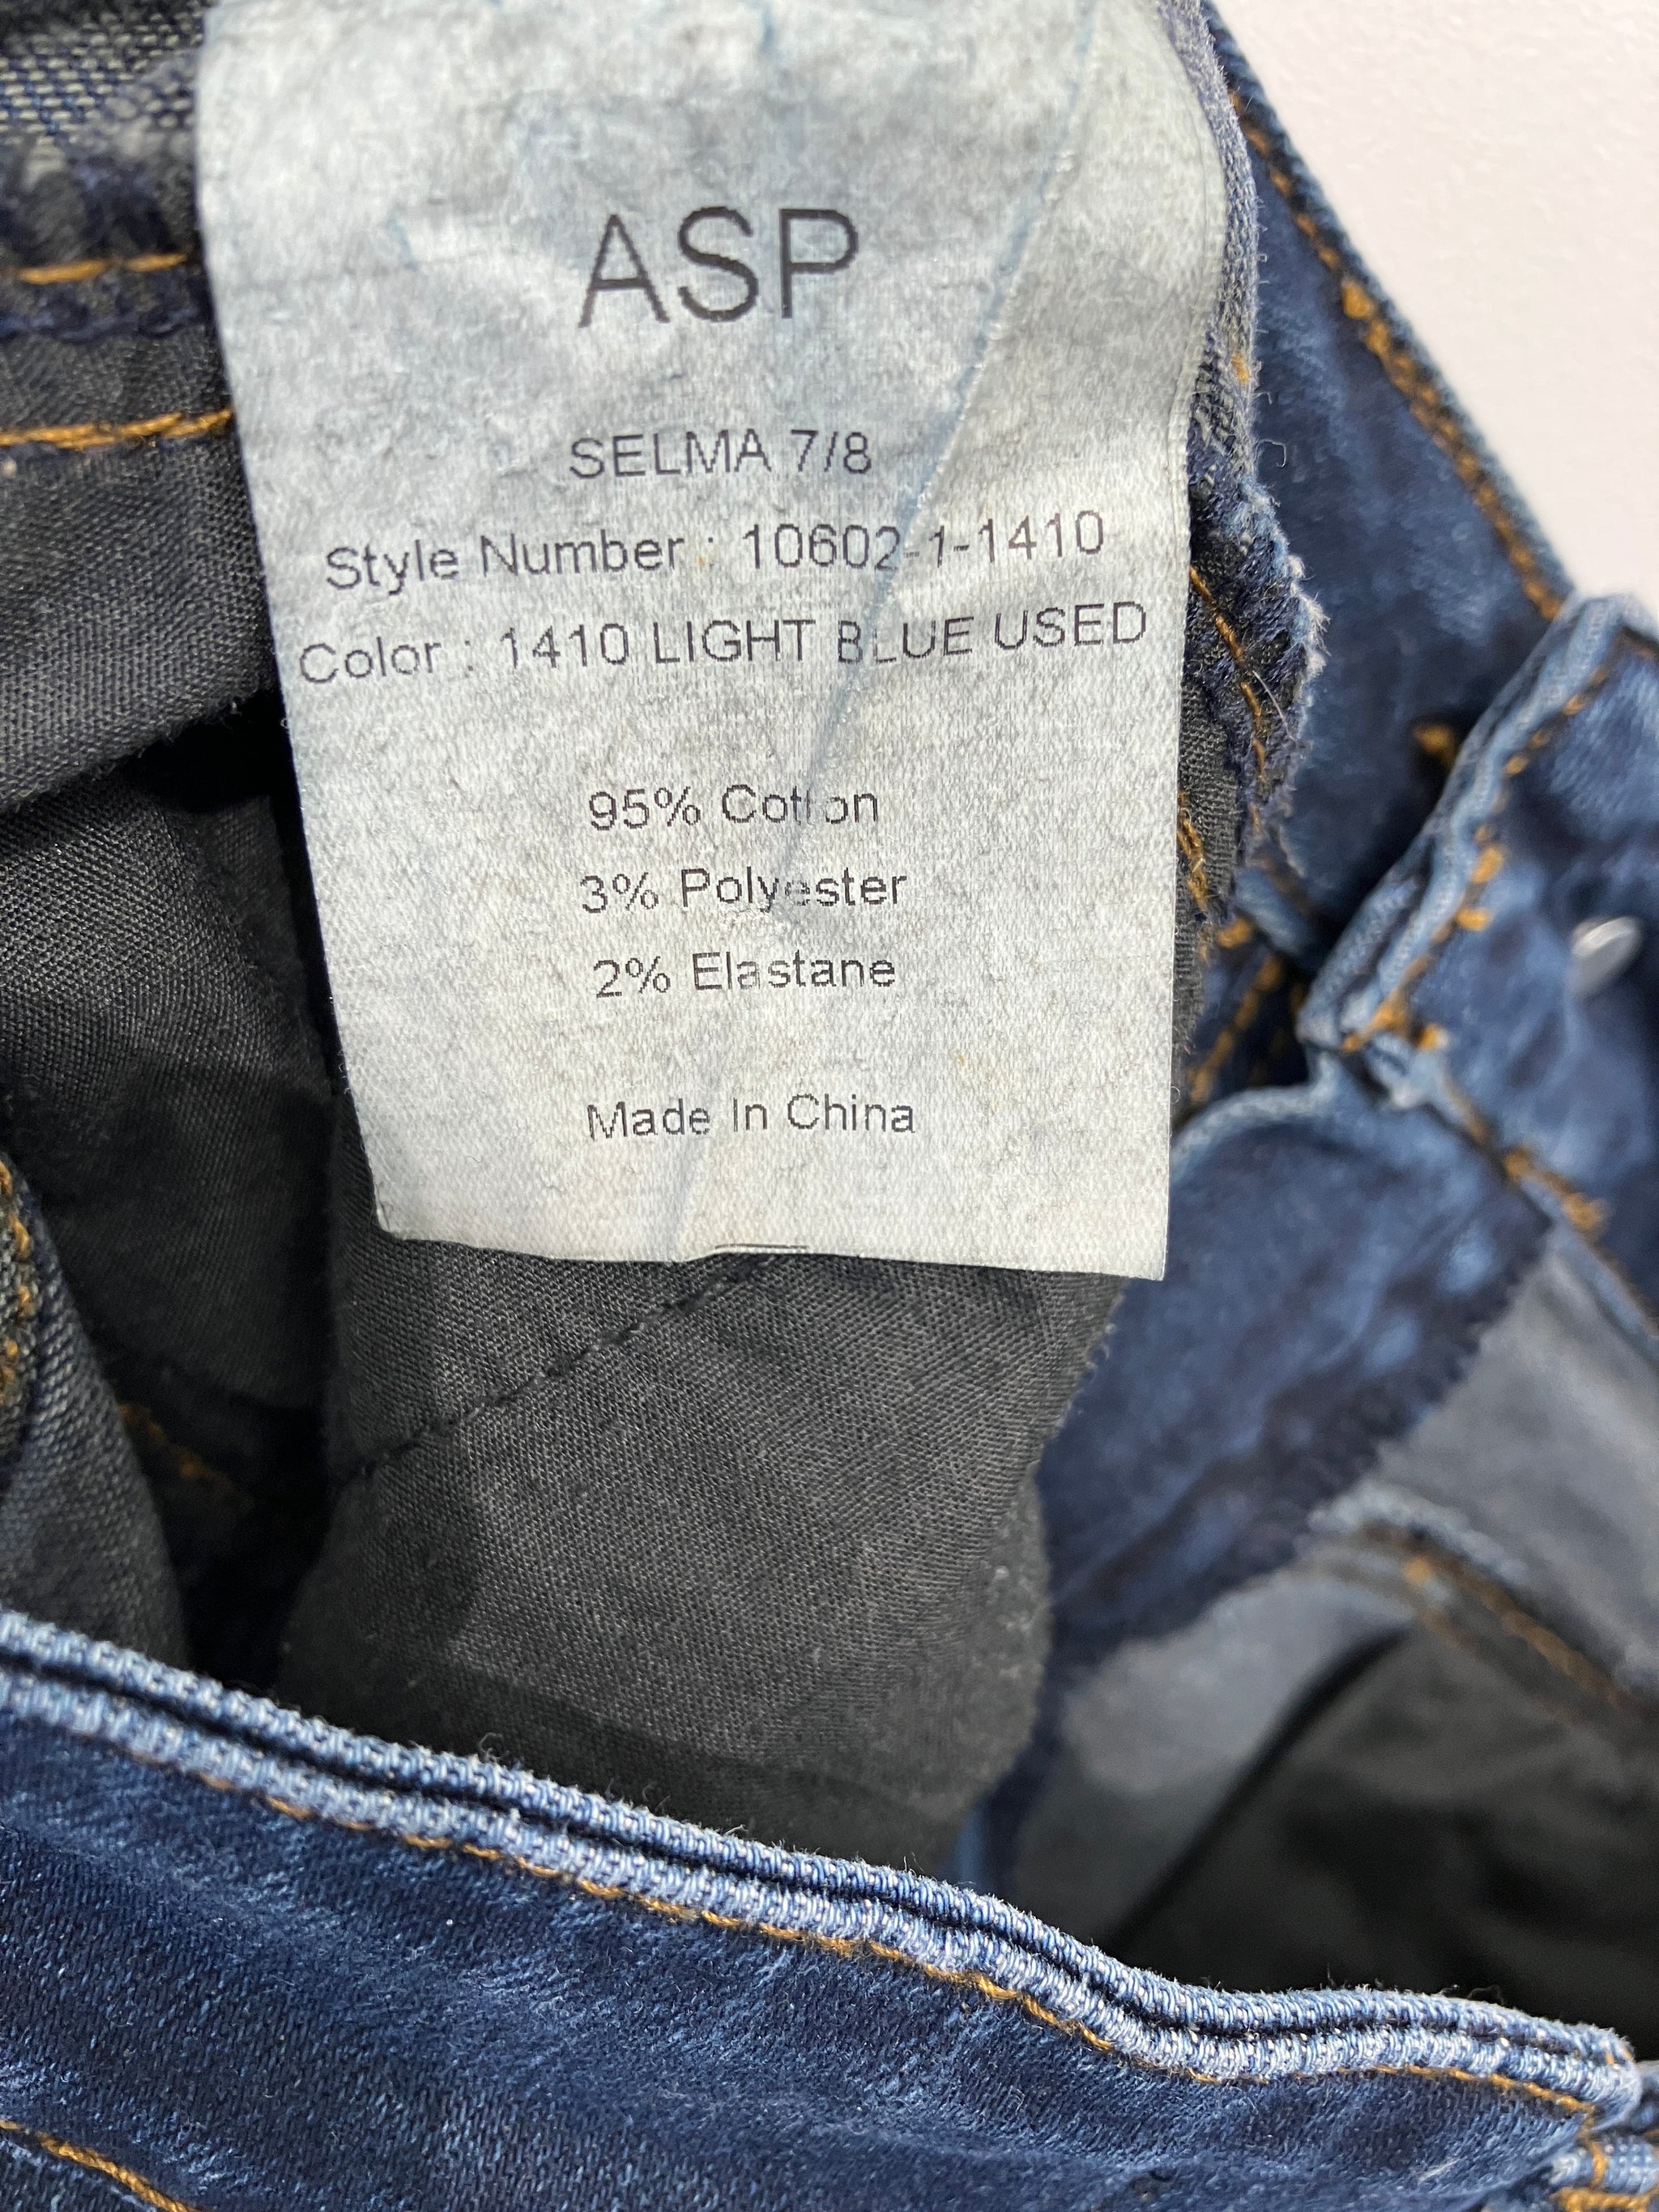 ASP
SELMA 7/8
Style Number : 10602-1-1410
Color : 1410 LIGHT BLUE USED
95% Cotton
3% Polyester
2% Elastane
Made In China